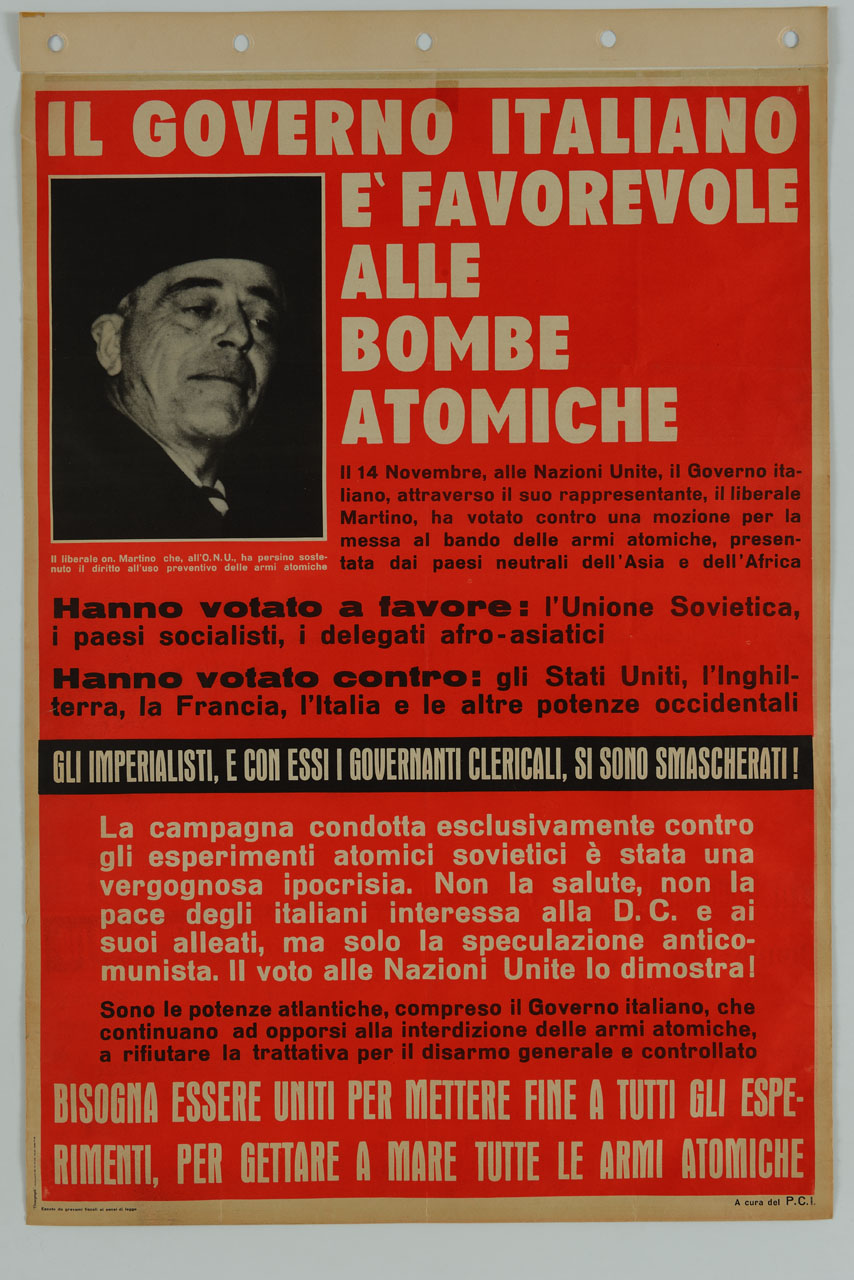 IL GOVERNO ITALIANO
E' FAVOREVOLE
ALLE
BOMBE
ATOMICHE
Il 14 Novembre, alle Nazioni Unite, il Governo ita-
liano, attraverso il suo rappresentante, il liberale
Martino, ha votato contro una mozione per la
messa al bando delle armi atomiche, presen-
tata dai paesi neutrali dell'Asia e dell'Africa
Il liberale on. Martino che, all'O.N.U., ha persino soste-
nuto il diritto all'uso preventivo delle armi atomiche
Hanno votato a favore: l'Unione Sovietica,
i paesi socialisti, i delegati afro-asiatici
Hanno votato contro: gli Stati Uniti, l'Inghil-
terra, la Francia, l'Italia e le altre potenze occidentali
GLI IMPERIALISTI, E CON ESSI I GOVERNANTI CLERICALI, SI SONO SMASCHERATI!
La campagna condotta esclusivamente contro
gli esperimenti atomici sovietici è stata una
vergognosa ipocrisia. Non la salute, non la
pace degli italiani interessa alla D.C. e ai
suoi alleati, ma solo la speculazione antico-
munista. Il voto alle Nazioni Unite lo dimostra!
Sono le potenze atlantiche, compreso il Governo italiano, che
continuano ad opporsi alla interdizione delle armi atomiche,
a rifiutare la trattativa per il disarmo generale e controllato
BISOGNA ESSERE UNITI PER METTERE FINE A TUTTI GLI ESPE-
RIMENTI, PER GETTARE A MARE TUTTE LE ARMI ATOMICHE
A cura del P.C.I.